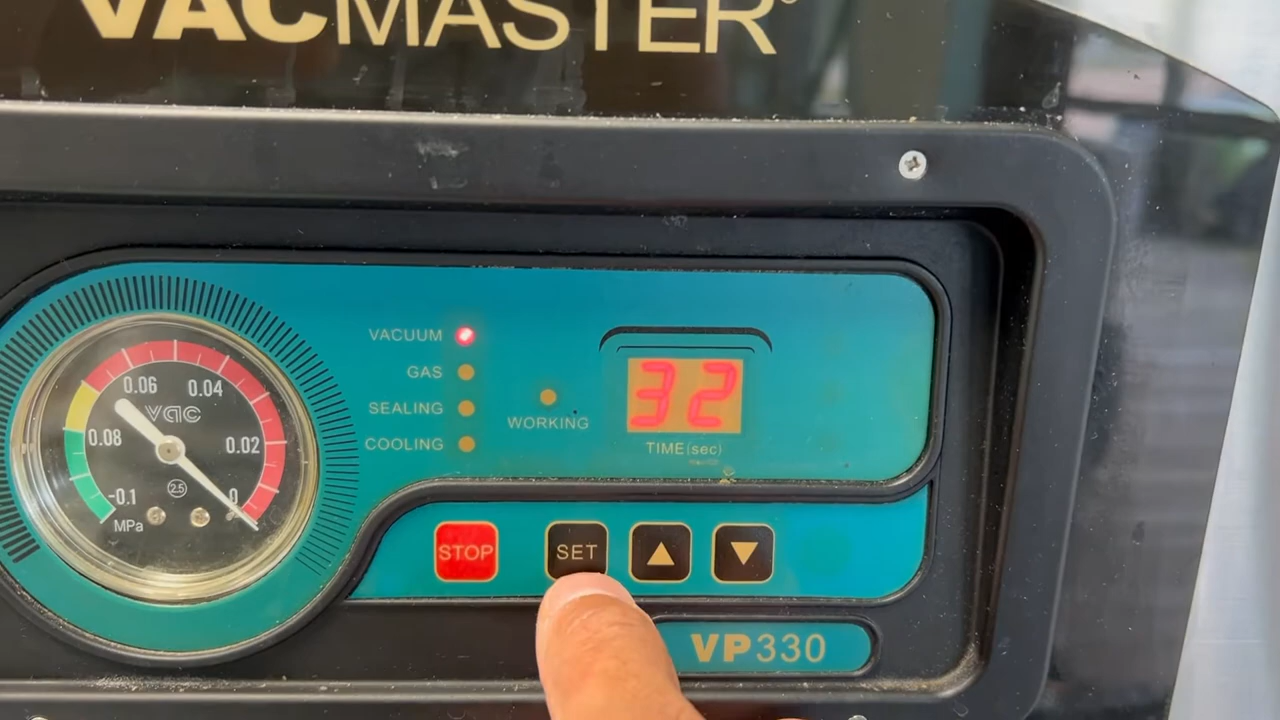 VACMASTER
VACUUM
GAS
SEALING
COOLING
WORKING
32
TIME(sec)
0.06
0.04
vac
0.08
0.02
2.5
-0.1
0
MPa
STOP
SET
VP330